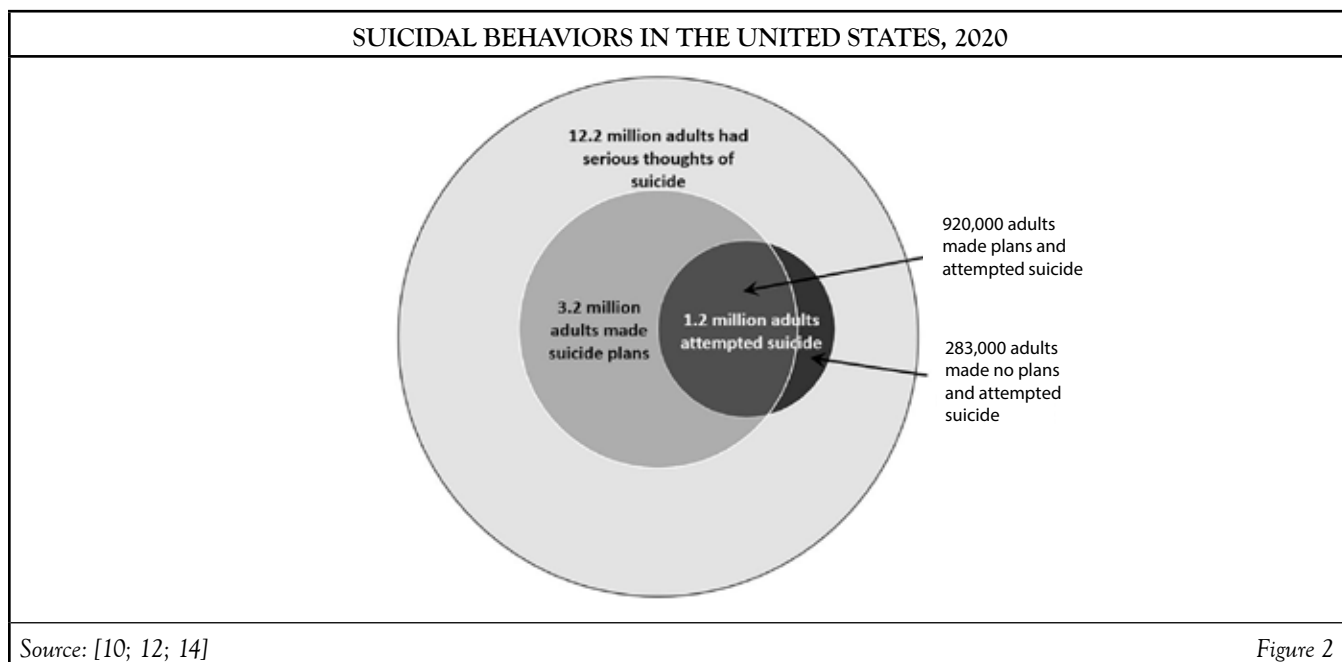 SUICIDAL BEHAVIORS IN THE UNITED STATES, 2020
12.2 million adults had
serious thoughts of
suicide
920,000 adults
made plans and
attempted suicide
3.2 million
adults made
suicide plans
1.2 million adults
attempted suicide
283,000 adults
made no plans
and attempted
suicide
Source: [10; 12; 14]
Figure 2